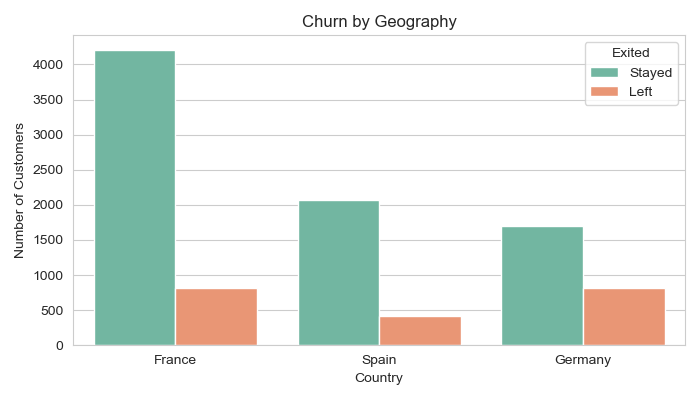 Churn by Geography
Exited
Stayed
Left
Number of Customers
4000
3500
3000
2500
2000
1500
1000
500
0
France Spain Germany
Country